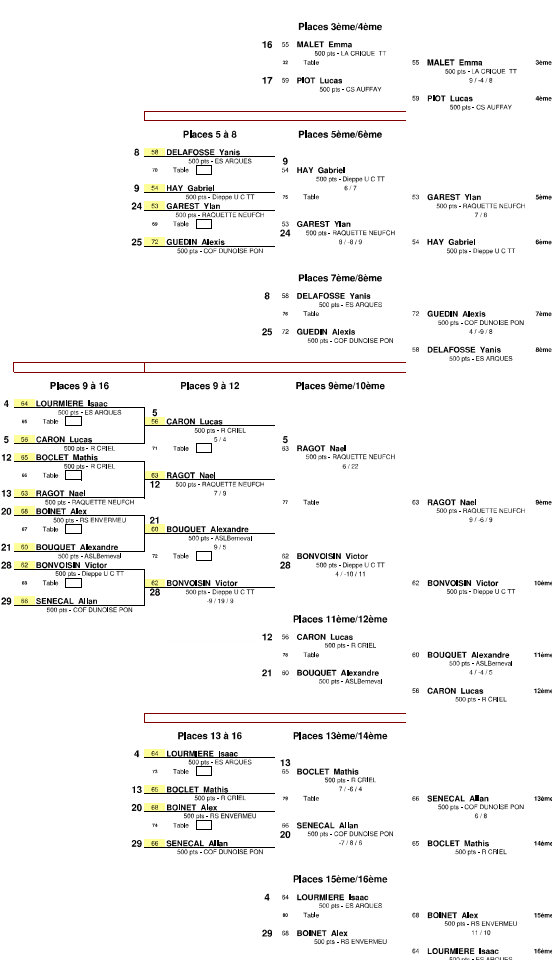 Places 3ème/4ème
16 55 MALET Emma
500 pts - LA CRIQUE TT
32 Table
55 MALET Emma 3ème
500 pts - LA CRIQUE TT
9 / -4 / 8
17 59 PIOT Lucas
500 pts - CS AUFFAY
59 PIOT Lucas 4ème
500 pts - CS AUFFAY
Places 5 à 8 Places 5ème/6ème
8 58 DELAFOSSE Yanis
500 pts - ES ARQUES
70 Table
9
54 HAY Gabriel
6 / 7
9 54 HAY Gabriel
500 pts - Dieppe U C TT
75 Table
53 GAREST Ylan 5ème
500 pts - RAQUETTE NEUFCH
7 / 6
24 53 GAREST Ylan
500 pts - RAQUETTE NEUFCH
69 Table
53 GAREST Ylan
24 500 pts - RAQUETTE NEUFCH
8 / -8 / 9
25 72 GUEDIN Alexis
500 pts - COF DUNOISE PON
54 HAY Gabriel 6ème
500 pts - Dieppe U C TT
Places 7ème/8ème
8 58 DELAFOSSE Yanis
500 pts - ES ARQUES
76 Table
72 GUEDIN Alexis 7ème
500 pts - COF DUNOISE PON
4 / -9 / 8
25 72 GUEDIN Alexis
500 pts - COF DUNOISE PON
58 DELAFOSSE Yanis 8ème
500 pts - ES ARQUES
Places 9 à 16 Places 9 à 12 Places 9ème/10ème
4 64 LOURMIERE Isaac
500 pts - ES ARQUES
65 Table
5
56 CARON Lucas
500 pts - R CRIEL
5 / 4
5 56 CARON Lucas
500 pts - R CRIEL
71 Table
5
63 RAGOT Nael
500 pts - RAQUETTE NEUFCH
6 / 22
12 65 BOCLET Mathis
500 pts - R CRIEL
66 Table
63 RAGOT Nael
12 500 pts - RAQUETTE NEUFCH
7 / 9
13 63 RAGOT Nael
500 pts - RAQUETTE NEUFCH
77 Table
63 RAGOT Nael 9ème
500 pts - RAQUETTE NEUFCH
9 / -6 / 9
20 68 BOINET Alex
500 pts - RS ENVERMEU
67 Table
21
60 BOUQUET Alexandre
500 pts - ASLBerneval
9 / 5
21 60 BOUQUET Alexandre
500 pts - ASLBerneval
72 Table
62 BONVOISIN Victor
28 500 pts - Dieppe U C TT
4 / -10 / 11
28 62 BONVOISIN Victor
500 pts - Dieppe U C TT
68 Table
62 BONVOISIN Victor
28 500 pts - Dieppe U C TT
-9 / 19 / 9
62 BONVOISIN Victor 10ème
500 pts - Dieppe U C TT
29 66 SENECAL Allan
500 pts - COF DUNOISE PON
Places 11ème/12ème
12 56 CARON Lucas
500 pts - R CRIEL
78 Table
60 BOUQUET Alexandre 11ème
500 pts - ASLBerneval
4 / -4 / 5
21 60 BOUQUET Alexandre
500 pts - ASLBerneval
56 CARON Lucas 12ème
500 pts - R CRIEL
Places 13 à 16 Places 13ème/14ème
4 64 LOURMIERE Isaac
500 pts - ES ARQUES
73 Table
13
65 BOCLET Mathis
500 pts - R CRIEL
7 / -6 / 4
13 65 BOCLET Mathis
500 pts - R CRIEL
79 Table
66 SENECAL Allan 13ème
500 pts - COF DUNOISE PON
6 / 8
20 68 BOINET Alex
500 pts - RS ENVERMEU
74 Table
66 SENECAL Allan
20 500 pts - COF DUNOISE PON
-7 / 8 / 6
29 66 SENECAL Allan
500 pts - COF DUNOISE PON
65 BOCLET Mathis 14ème
500 pts - R CRIEL
Places 15ème/16ème
4 64 LOURMIERE Isaac
500 pts - ES ARQUES
80 Table
68 BOINET Alex 15ème
500 pts - RS ENVERMEU
11 / 10
29 68 BOINET Alex
500 pts - RS ENVERMEU
64 LOURMIERE Isaac 16ème
500 pts - ES ARQUES